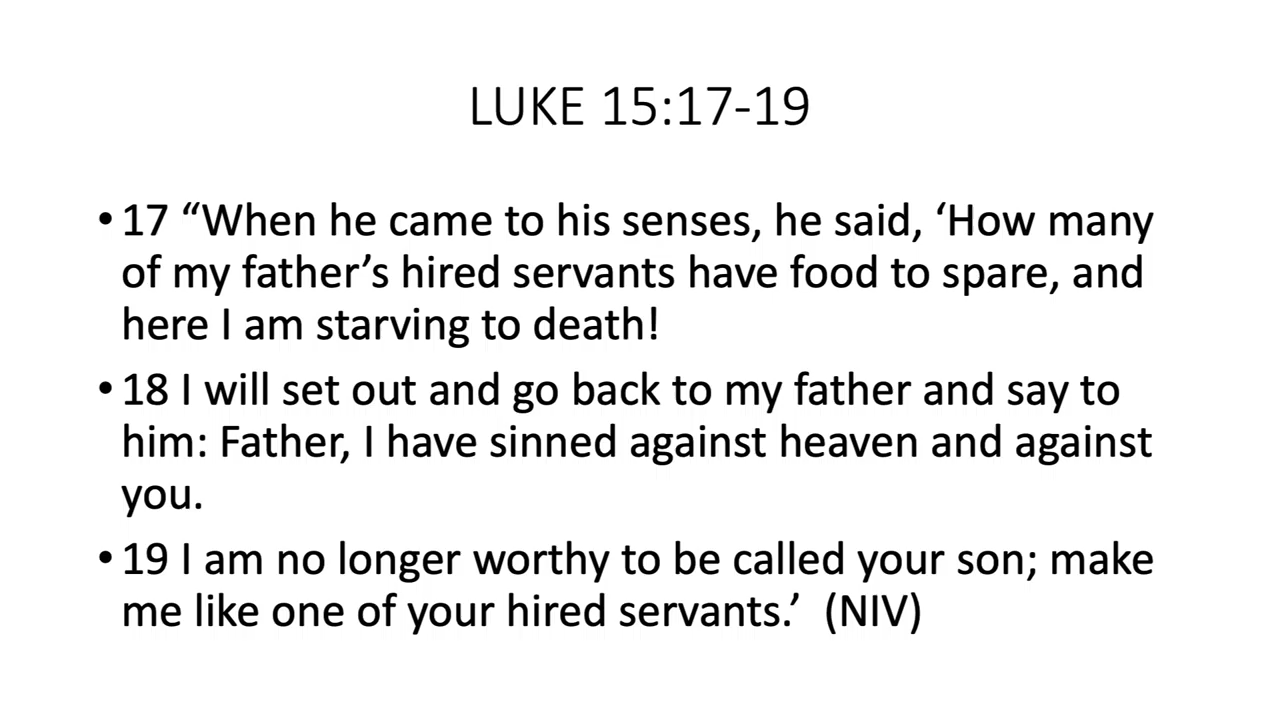 LUKE 15:17-19
• 17 “When he came to his senses, he said, ‘How many
of my father’s hired servants have food to spare, and
here I am starving to death!
• 18 I will set out and go back to my father and say to
him: Father, I have sinned against heaven and against
you.
• 19 I am no longer worthy to be called your son; make
me like one of your hired servants.’  (NIV)